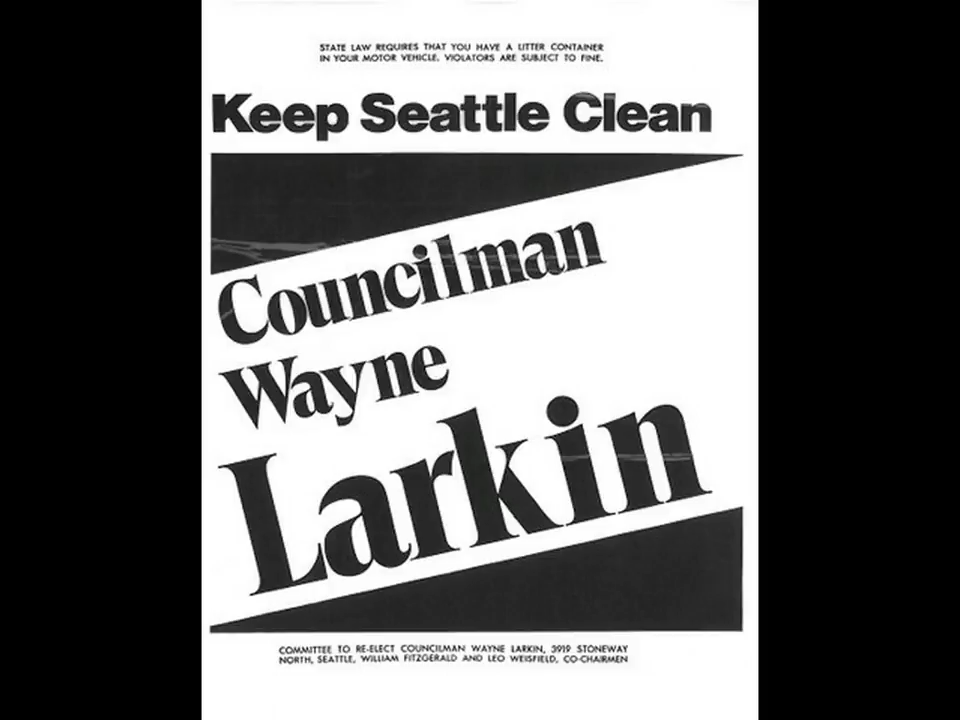 STATE LAW REQUIRES THAT YOU HAVE A LITTER CONTAINER
IN YOUR MOTOR VEHICLE. VIOLATORS ARE SUBJECT TO FINE.
Keep Seattle Clean
Councilman
Wayne
Larkin
COMMITTEE TO RE-ELECT COUNCILMAN WAYNE LARKIN, 3919 STONEWAY
NORTH, SEATTLE, WILLIAM FITZGERALD AND LEO WEISFIELD, CO-CHAIRMEN